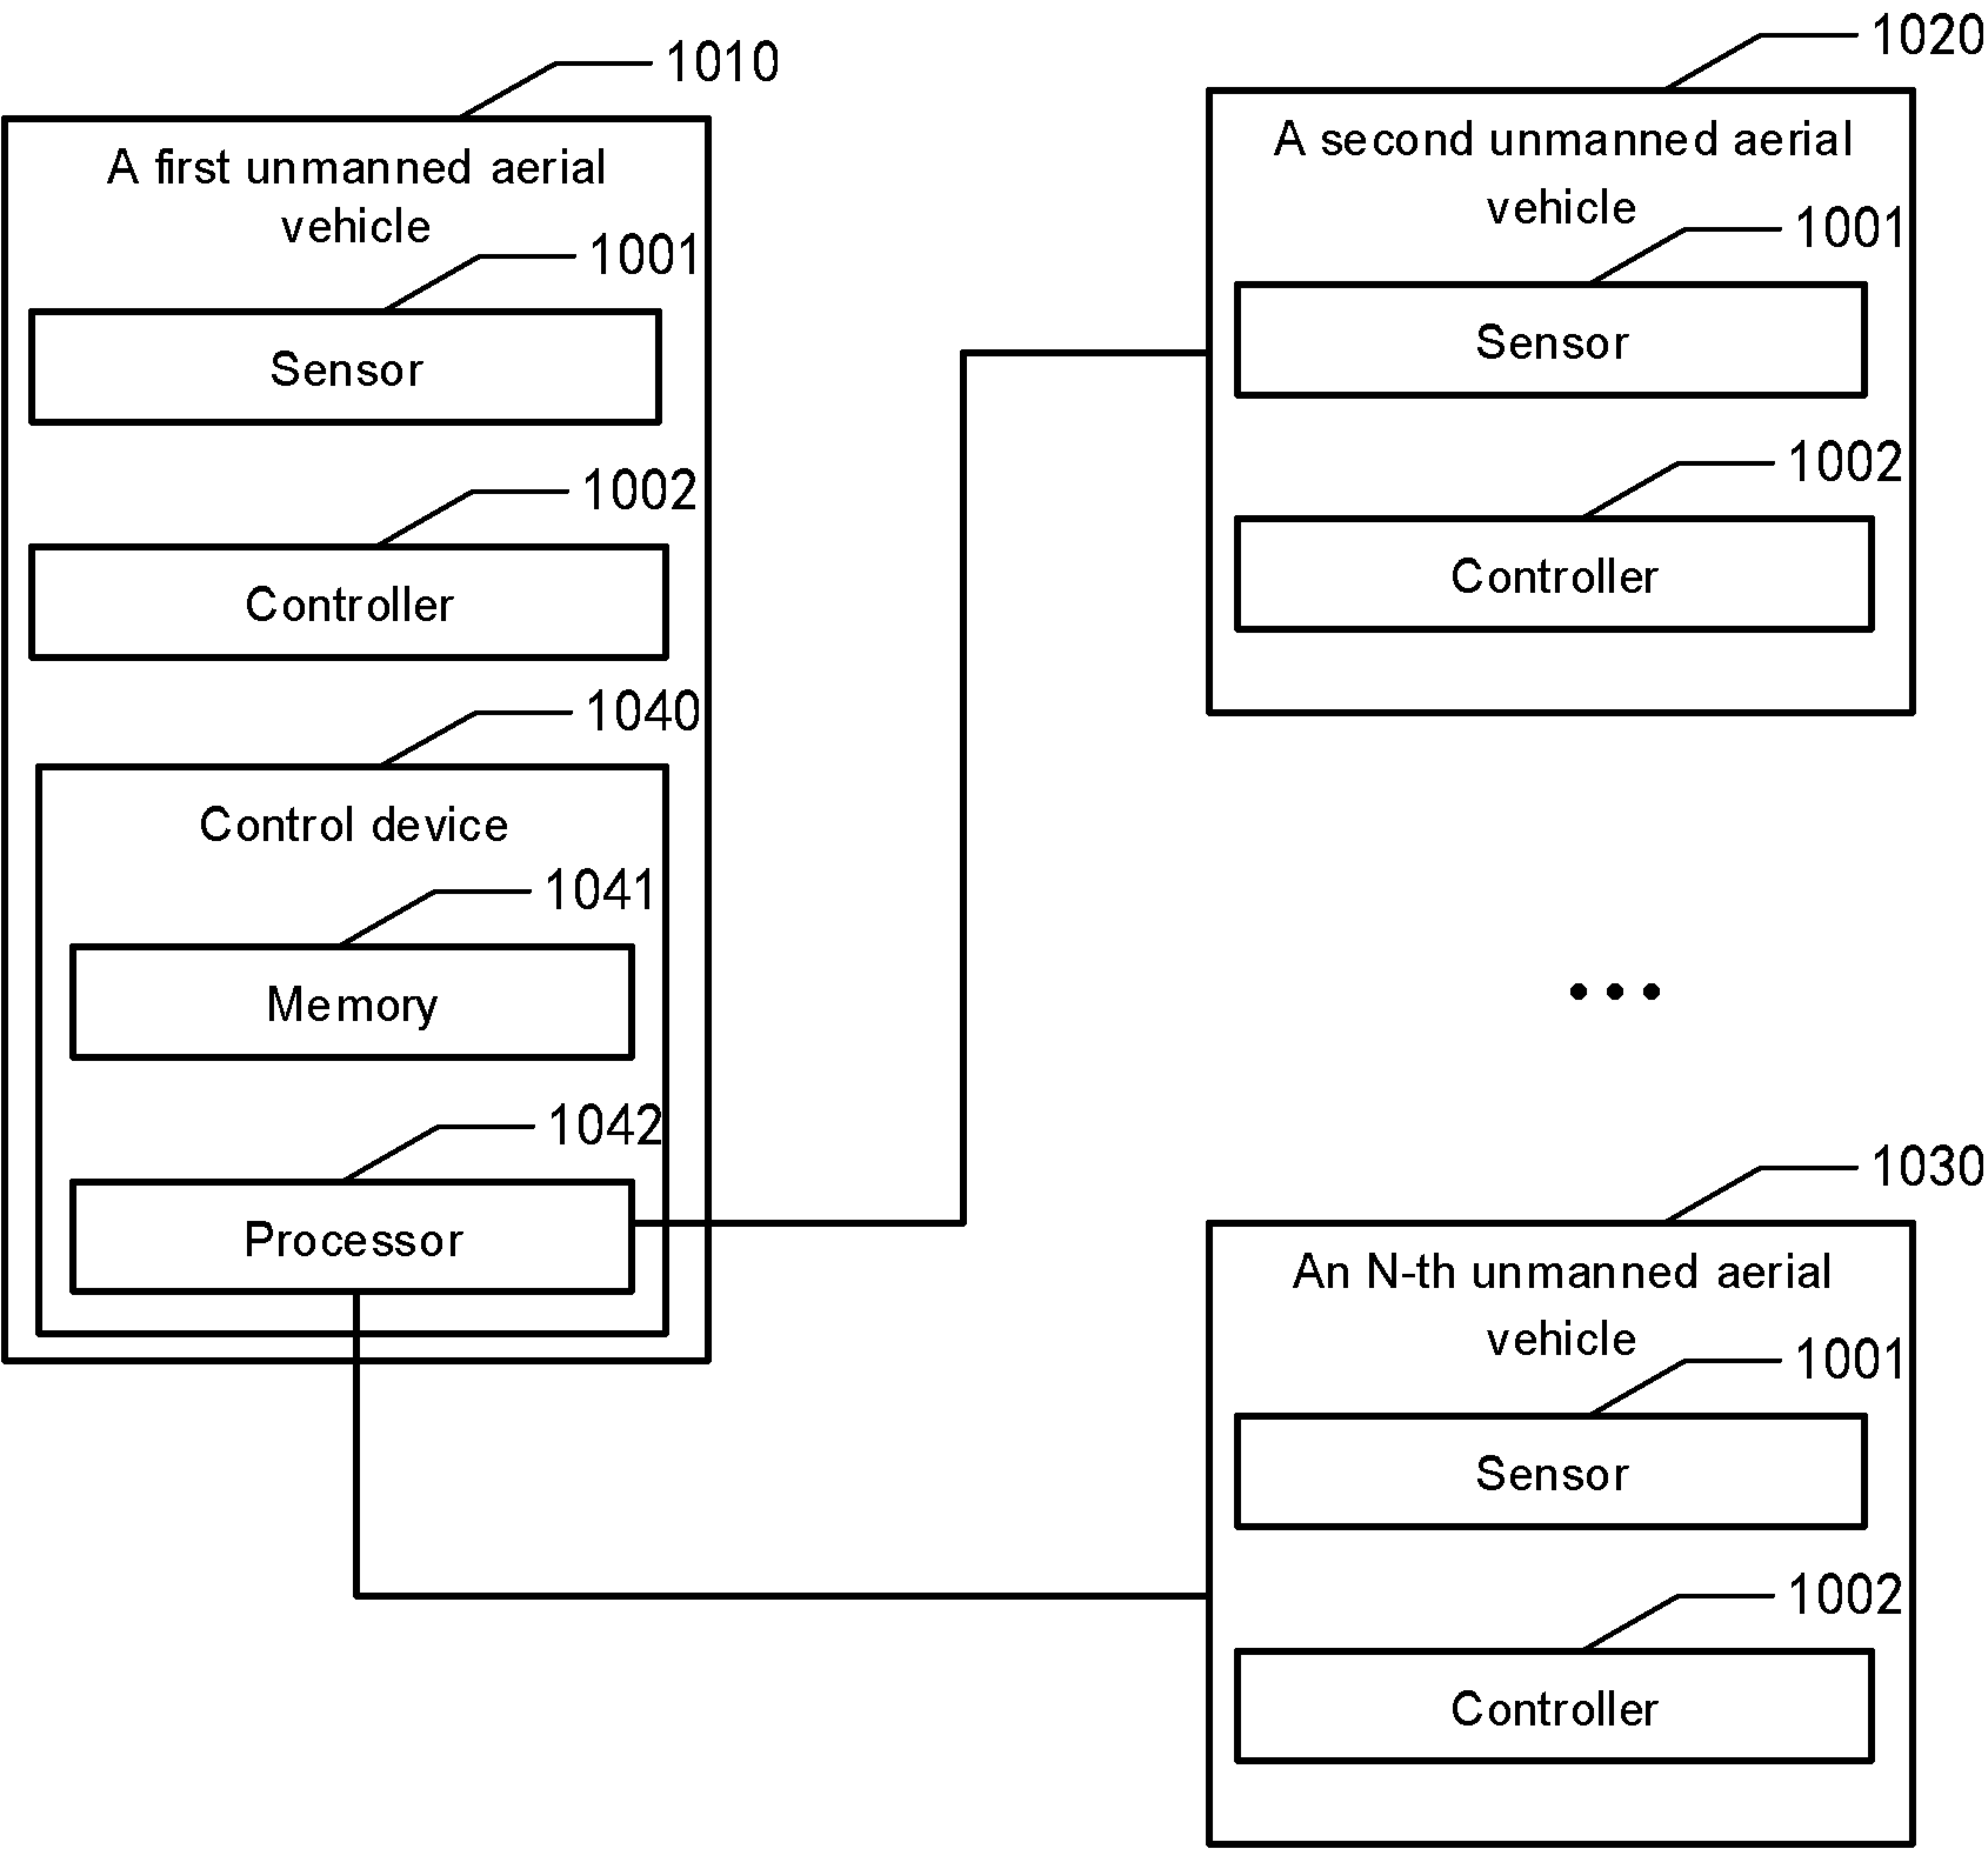 1010
A first unmanned aerial
vehicle
1001
Sensor
1002
Controller
1040
Control device
1041
Memory
1042
Processor
1020
A second unmanned aerial
vehicle
1001
Sensor
1002
Controller
...
1030
An N-th unmanned aerial
vehicle
1001
Sensor
1002
Controller